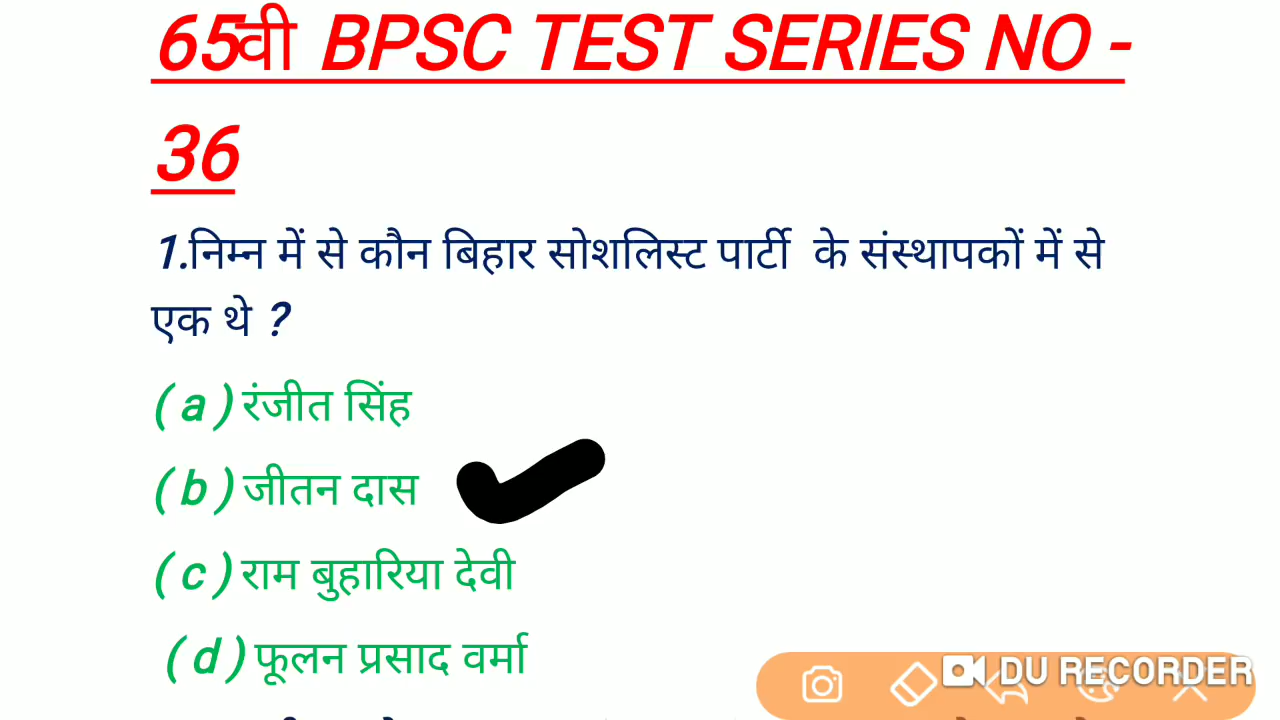 65वी BPSC TEST SERIES NO -
36
1.निम्न में से कौन बिहार सोशलिस्ट पार्टी के संस्थापकों में से
एक थे ?
( a ) रंजीत सिंह
( b ) जीतन दास
( c ) राम बुहारिया देवी
( d ) फूलन प्रसाद वर्मा
DU RECORDER